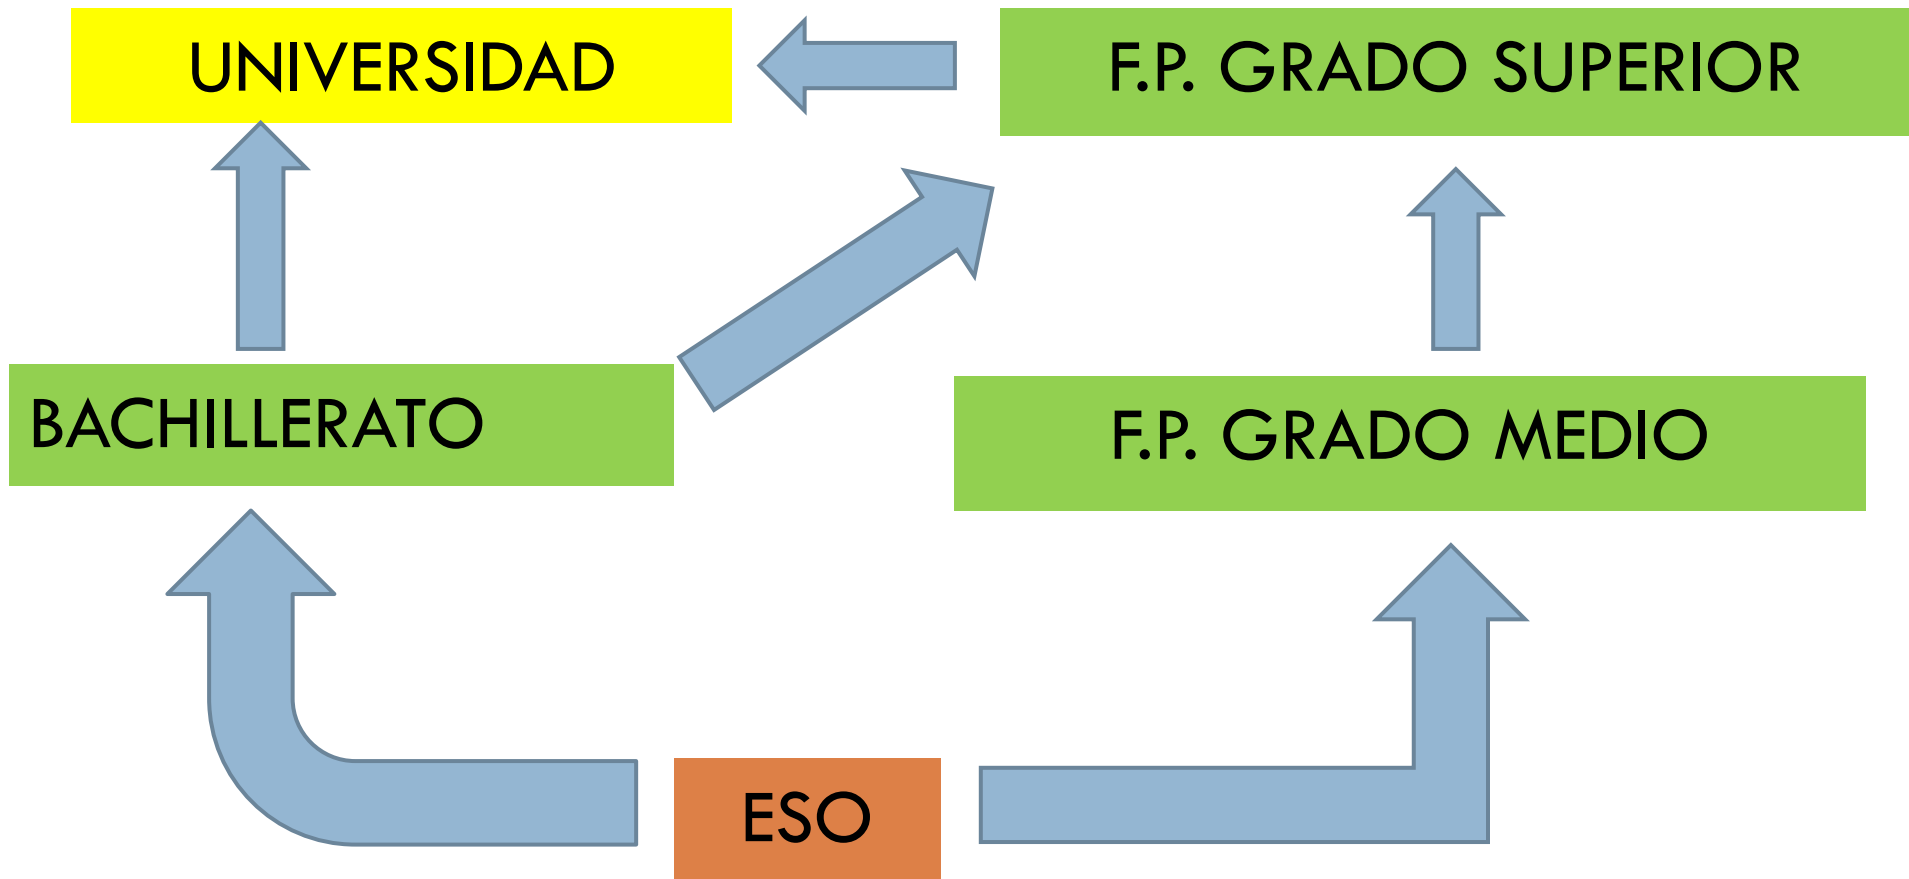 UNIVERSIDAD
F.P. GRADO SUPERIOR
BACHILLERATO
F.P. GRADO MEDIO
ESO